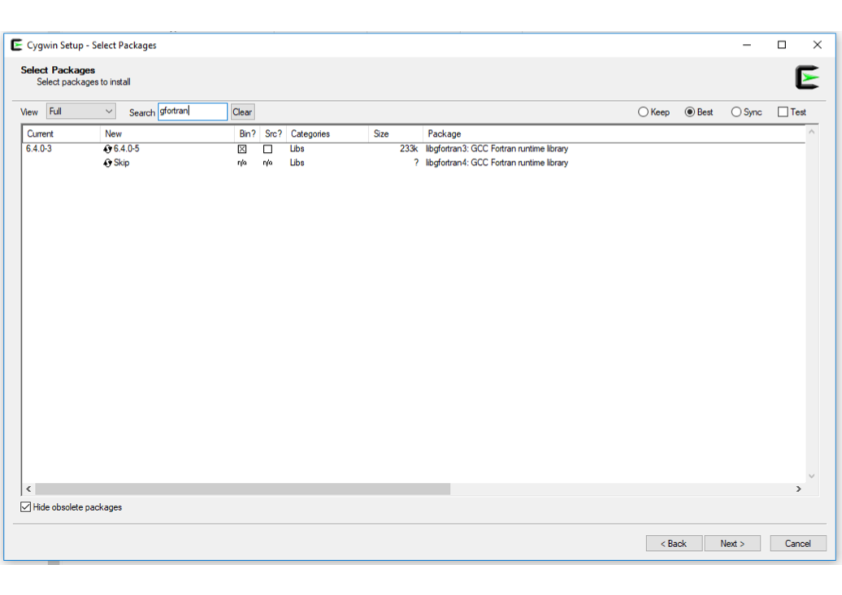 Cygwin Setup - Select Packages
Select Packages
Select packages to install
View Full Search gfortran Clear Keep Best Sync Test
Current New Bin? Src? Categories Size Package
6.4.0-3 6.4.0-5 Libs 233k libgfortran3: GCC Fortran runtime library
Skip n/a n/a Libs ? libgfortran4: GCC Fortran runtime library
Hide obsolete packages
< Back Next > Cancel